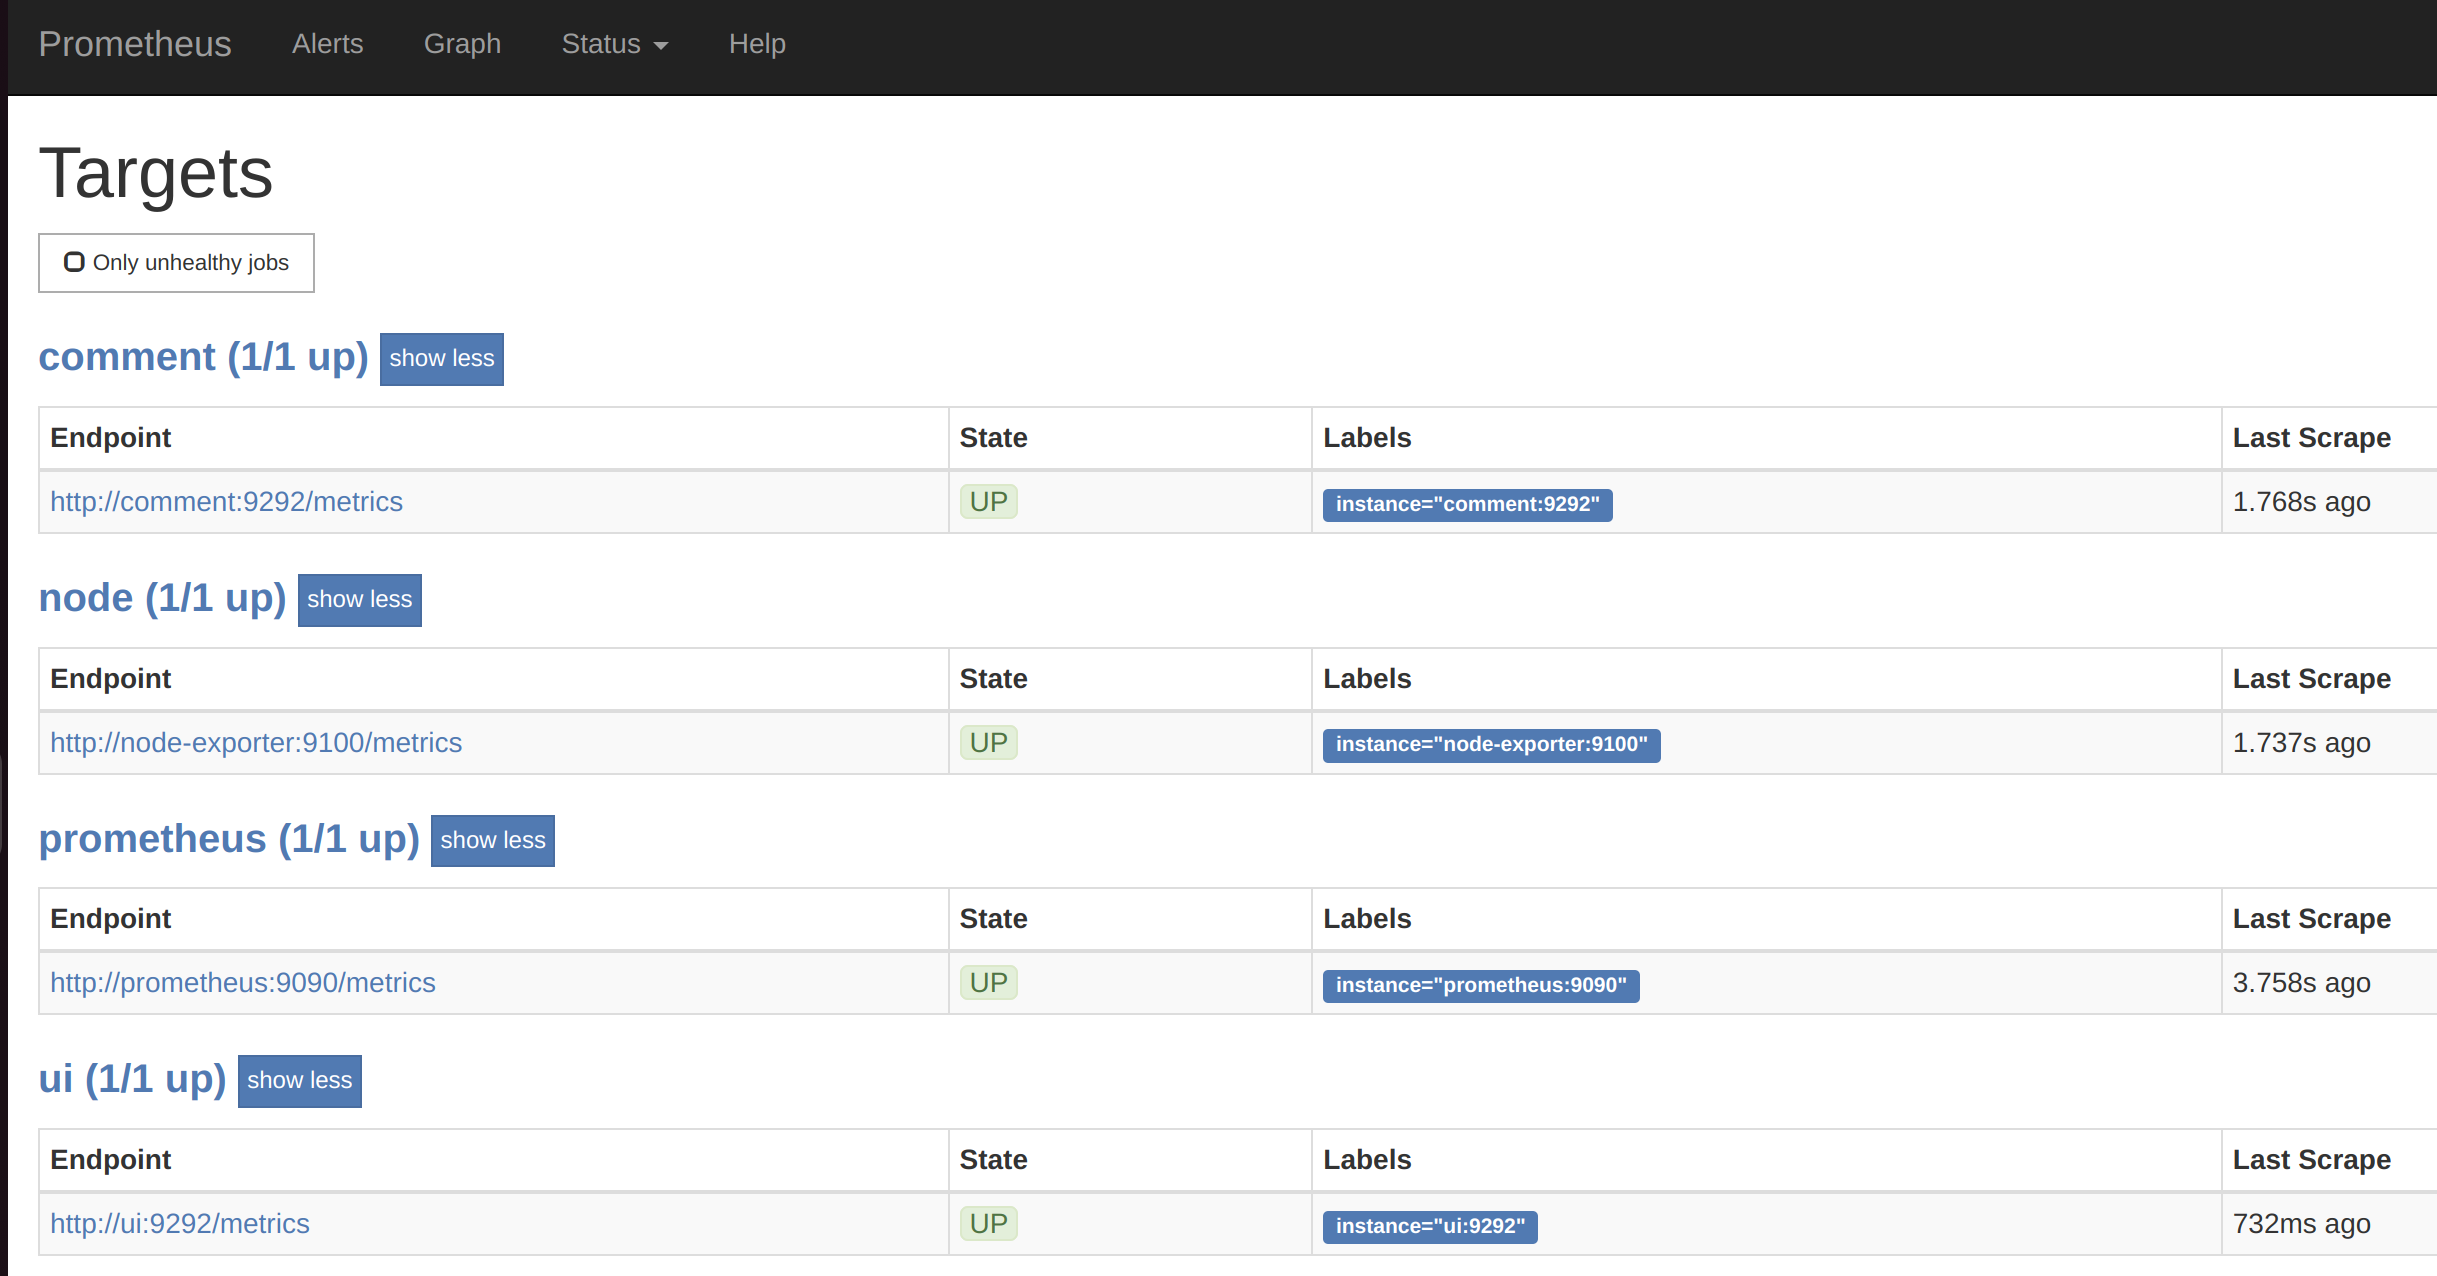 Prometheus Alerts Graph Status Help
Targets
Only unhealthy jobs
comment (1/1 up) show less
Endpoint State Labels Last Scrape
http://comment:9292/metrics UP instance="comment:9292" 1.768s ago
node (1/1 up) show less
Endpoint State Labels Last Scrape
http://node-exporter:9100/metrics UP instance="node-exporter:9100" 1.737s ago
prometheus (1/1 up) show less
Endpoint State Labels Last Scrape
http://prometheus:9090/metrics UP instance="prometheus:9090" 3.758s ago
ui (1/1 up) show less
Endpoint State Labels Last Scrape
http://ui:9292/metrics UP instance="ui:9292" 732ms ago